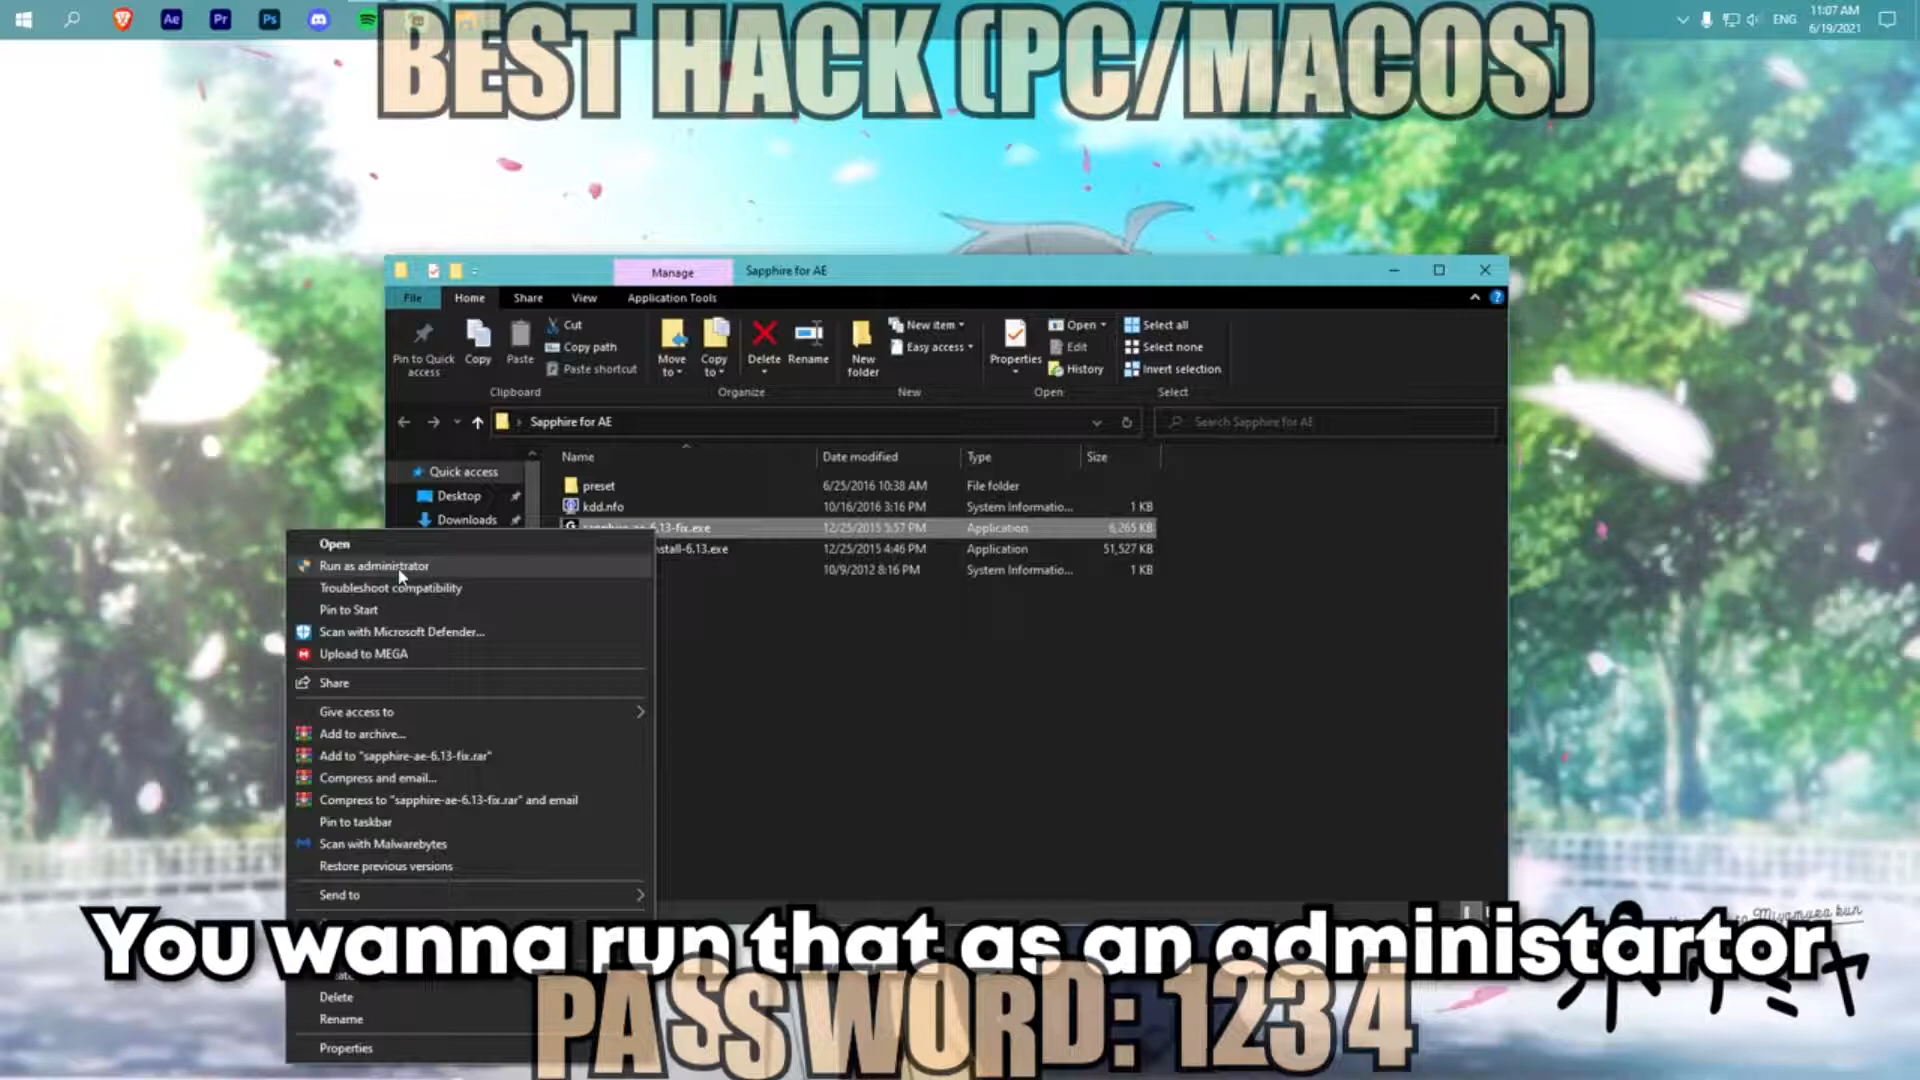 Ae
Pr
Ps
ENG
11:07 AM
6/19/2021
BEST HACK (PC/MACOS)
Manage
Sapphire for AE
File
Home
Share
View
Application Tools
Pin to Quick access
Copy
Paste
Cut
Copy path
Paste shortcut
Move to
Copy to
Delete
Rename
New folder
New item
Easy access
Properties
Open
Edit
History
Select all
Select none
Invert selection
Clipboard
Organize
New
Open
Select
Sapphire for AE
Search Sapphire for AE
Name
Date modified
Type
Size
Quick access
Desktop
Downloads
preset
6/25/2016 10:38 AM
File folder
kdd.nfo
10/16/2016 3:16 PM
System Informatio...
1 KB
sapphire-ae-6.13-fix.exe
12/25/2015 5:57 PM
Application
6,265 KB
stall-6.13.exe
12/25/2015 4:46 PM
Application
51,527 KB
10/9/2012 8:16 PM
System Informatio...
1 KB
Open
Run as administrator
Troubleshoot compatibility
Pin to Start
Scan with Microsoft Defender...
Upload to MEGA
Share
Give access to
Add to archive...
Add to "sapphire-ae-6.13-fix.rar"
Compress and email...
Compress to "sapphire-ae-6.13-fix.rar" and email
Pin to taskbar
Scan with Malwarebytes
Restore previous versions
Send to
You wanna run that as an administartor
Delete
Rename
Properties
PASSWORD: 1234